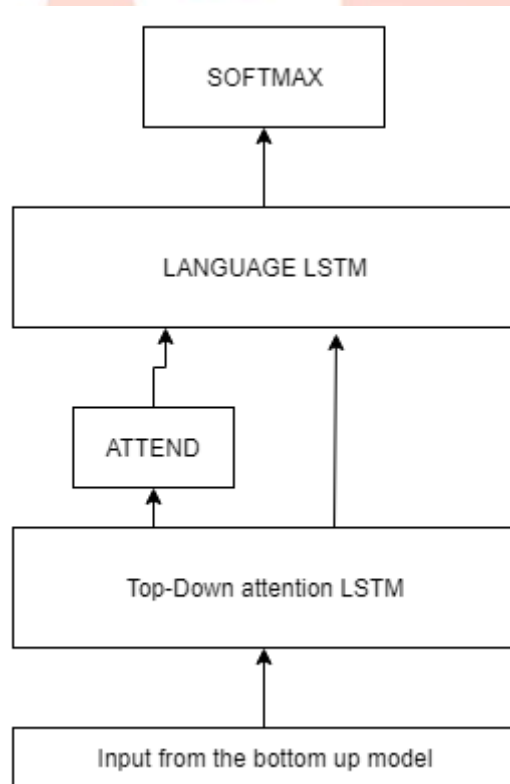 SOFTMAX
LANGUAGE LSTM
ATTEND
Top-Down attention LSTM
Input from the bottom up model